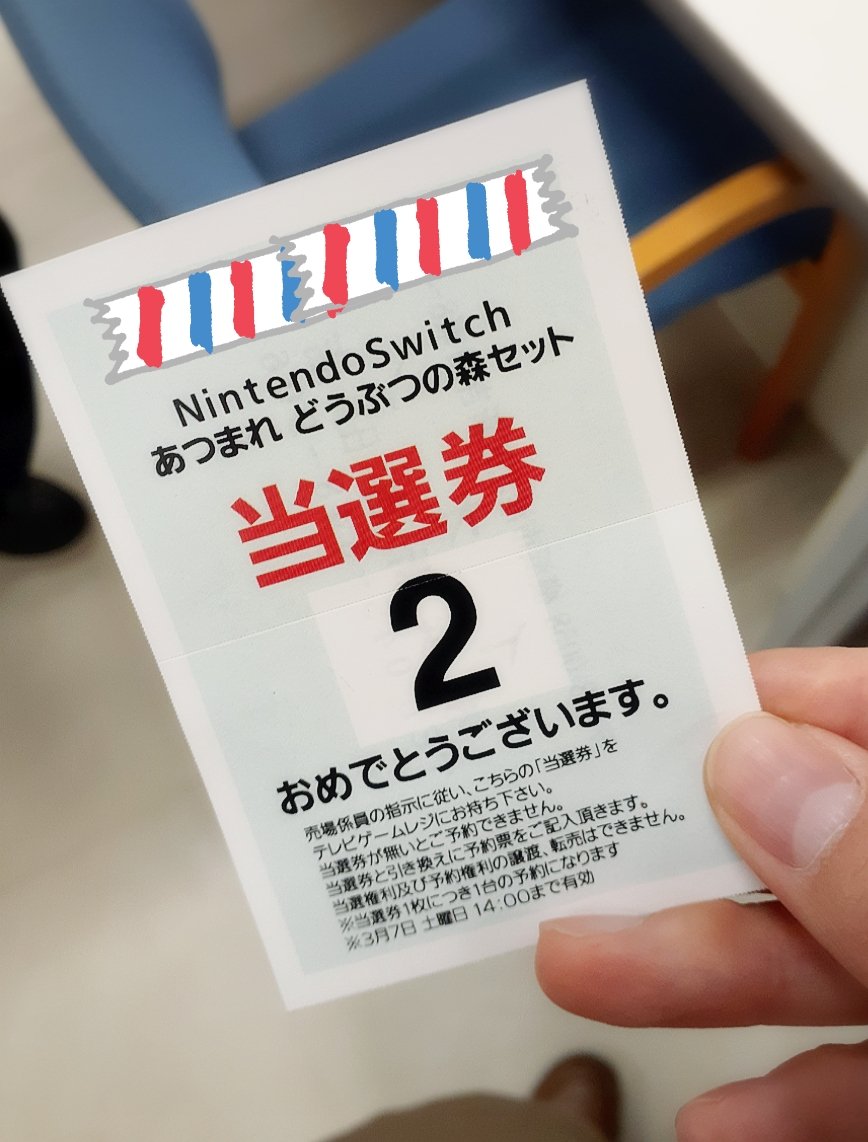 NintendoSwitch
あつまれ どうぶつの森セット
当選券
2
おめでとうございます。
売場係員の指示に従い、こちらの「当選券」を
テレビゲームレジにお持ち下さい。
当選券が無いとご予約できません。
当選券と引き換えに予約票をご記入頂きます。
当選権利及び予約権利の譲渡、転売はできません。
※当選券1枚につき1台の予約になります
※3月7日 土曜日 14:00まで有効